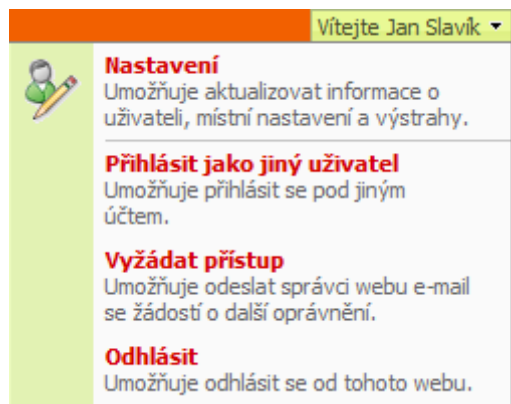 Vítejte Jan Slavík
Nastavení
Umožňuje aktualizovat informace o
uživateli, místní nastavení a výstrahy.
Přihlásit jako jiný uživatel
Umožňuje přihlásit se pod jiným
účtem.
Vyžádat přístup
Umožňuje odeslat správci webu e-mail
se žádostí o další oprávnění.
Odhlásit
Umožňuje odhlásit se od tohoto webu.